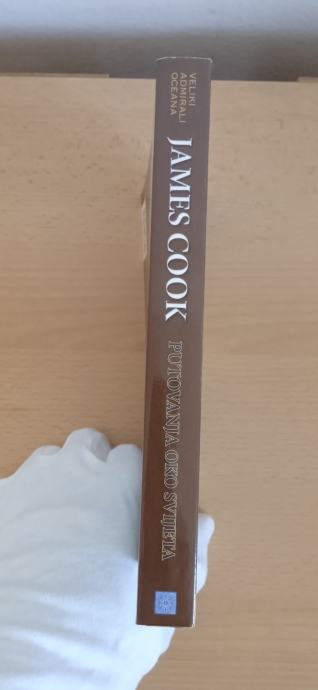 VELIKI
ADMIRALI
OCEANA
JAMES COOK
PUTOVANJA OKO SVIJETA